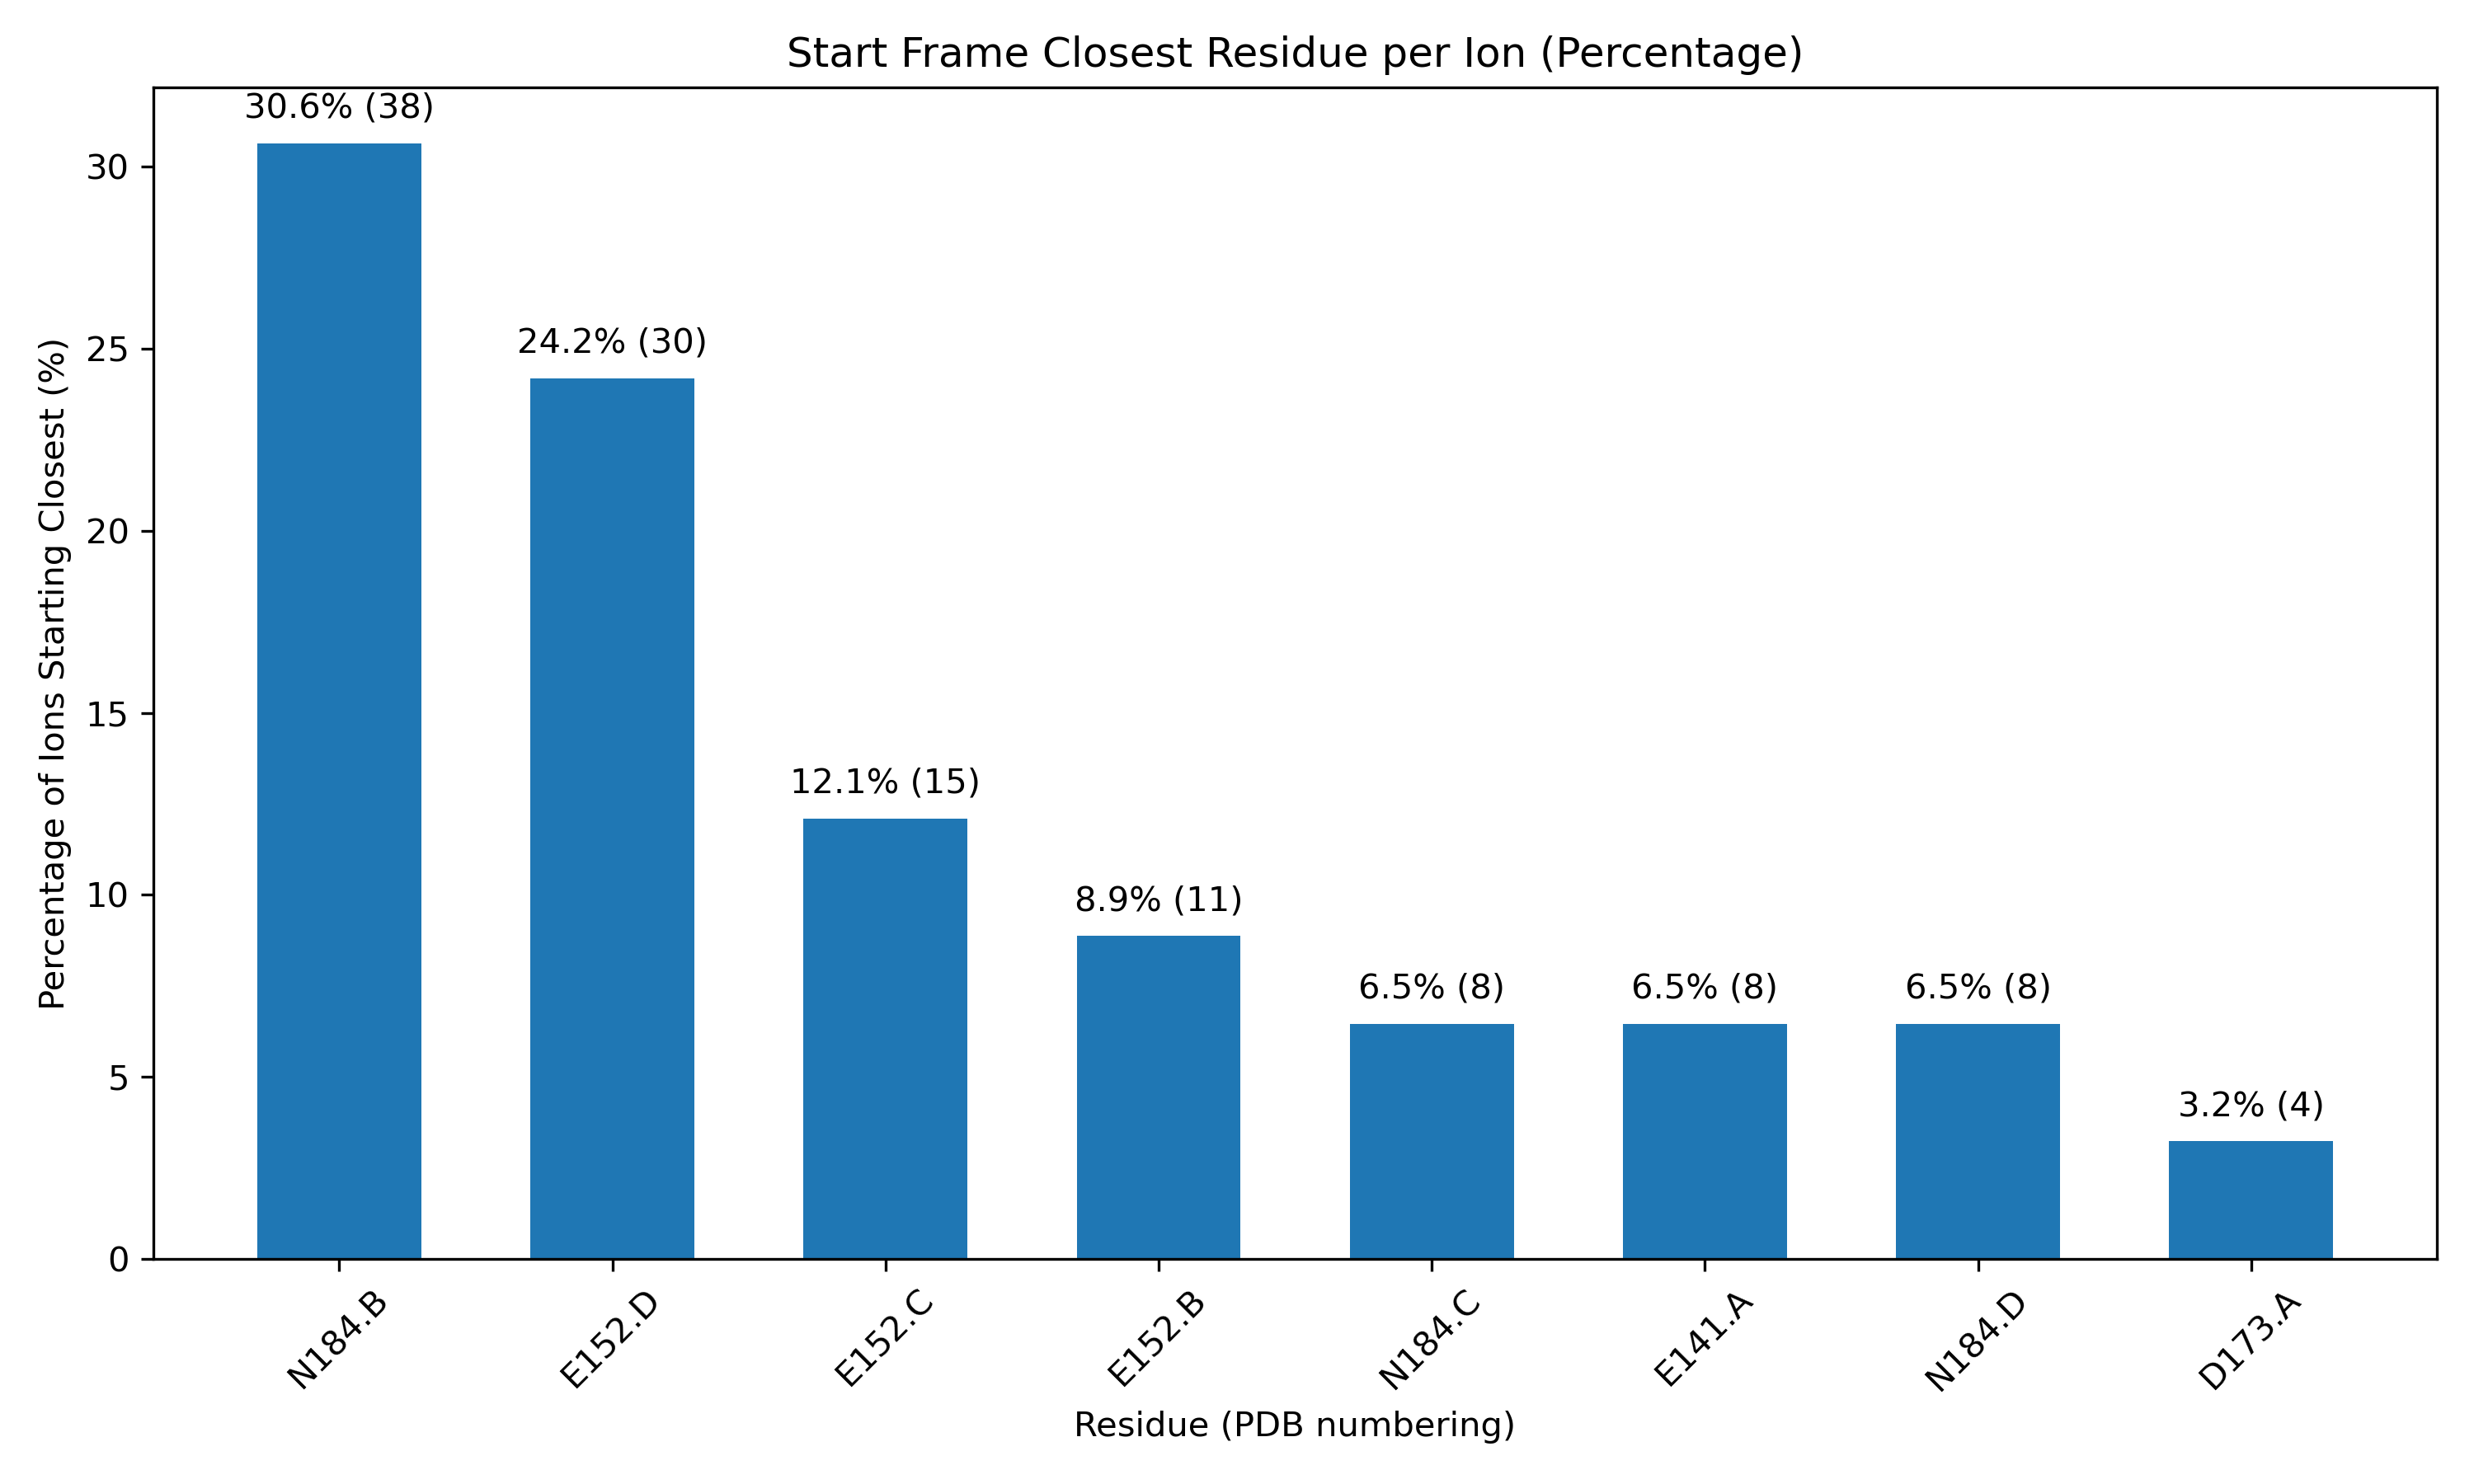 Start Frame Closest Residue per Ion (Percentage)
Percentage of Ions Starting Closest (%)
30
25
20
15
10
5
0
30.6% (38)
24.2% (30)
12.1% (15)
8.9% (11)
6.5% (8)
6.5% (8)
6.5% (8)
3.2% (4)
N184.B
E152.D
E152.C
E152.B
N184.C
E141.A
N184.D
D173.A
Residue (PDB numbering)